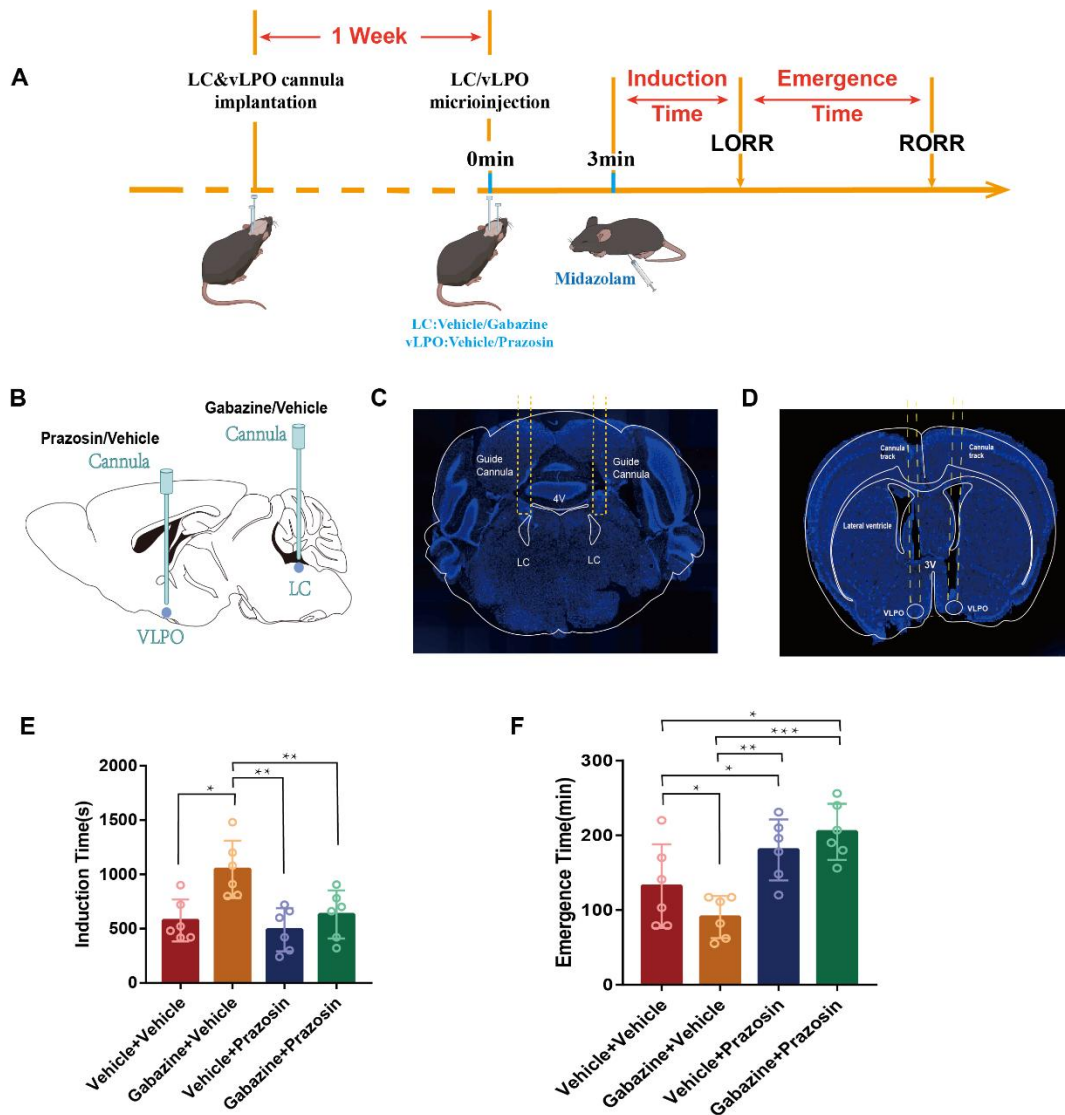 1 Week
A
LC&vLPO cannula
implantation
LC/vLPO
micrioinjection
Induction
Time
Emergence
Time
LORR
RORR
0min
3min
Midazolam
LC:Vehicle/Gabazine
vLPO:Vehicle/Prazosin
B
Gabazine/Vehicle
Cannula
Prazosin/Vehicle
Cannula
LC
VLPO
C
Guide
Cannula
Guide
Cannula
4V
LC
LC
D
Cannula
track
Cannula
track
Lateral ventricle
3V
VLPO
VLPO
E
Induction Time(s)
2000
1500
1000
500
0
*
**
**
Vehicle+Vehicle
Gabazine+Vehicle
Vehicle+Prazosin
Gabazine+Prazosin
F
Emergence Time(min)
300
200
100
0
*
***
**
*
*
Vehicle+Vehicle
Gabazine+Vehicle
Vehicle+Prazosin
Gabazine+Prazosin